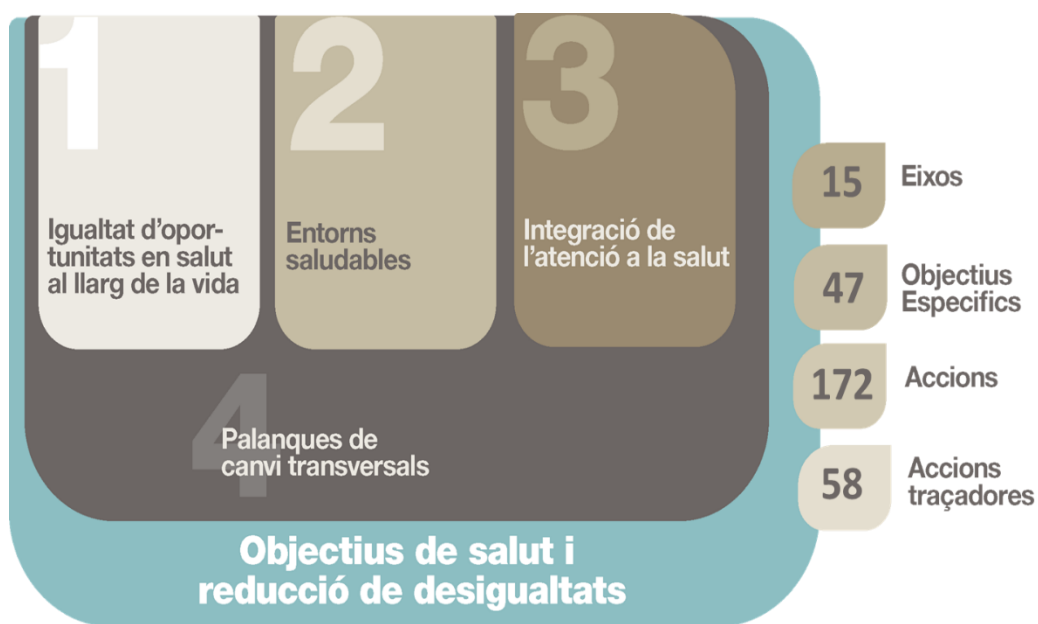 1
Igualtat d'opor-
tunitats en salut
al llarg de la vida
2
Entorns
saludables
3
Integració de
l'atenció a la salut
4
Palanques de
canvi transversals
Objectius de salut i
reducció de desigualtats
15
Eixos
47
Objectius
Especifics
172
Accions
58
Accions
traçadores